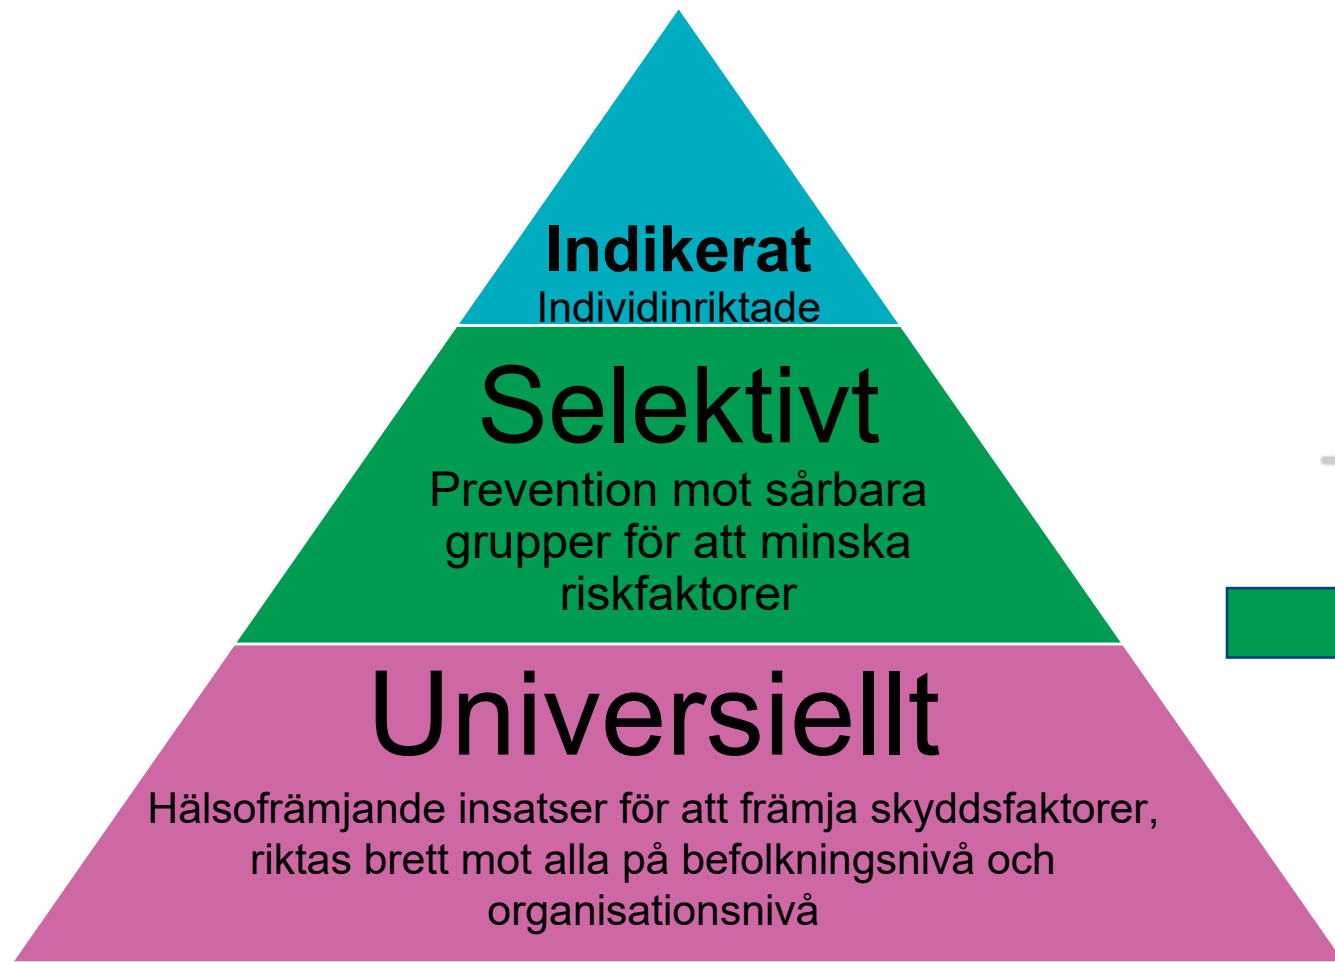 Indikerat
Individinriktade
Selektivt
Prevention mot sårbara
grupper för att minska
riskfaktorer
Universiellt
Hälsofrämjande insatser för att främja skyddsfaktorer,
riktas brett mot alla på befolkningsnivå och
organisationsnivå